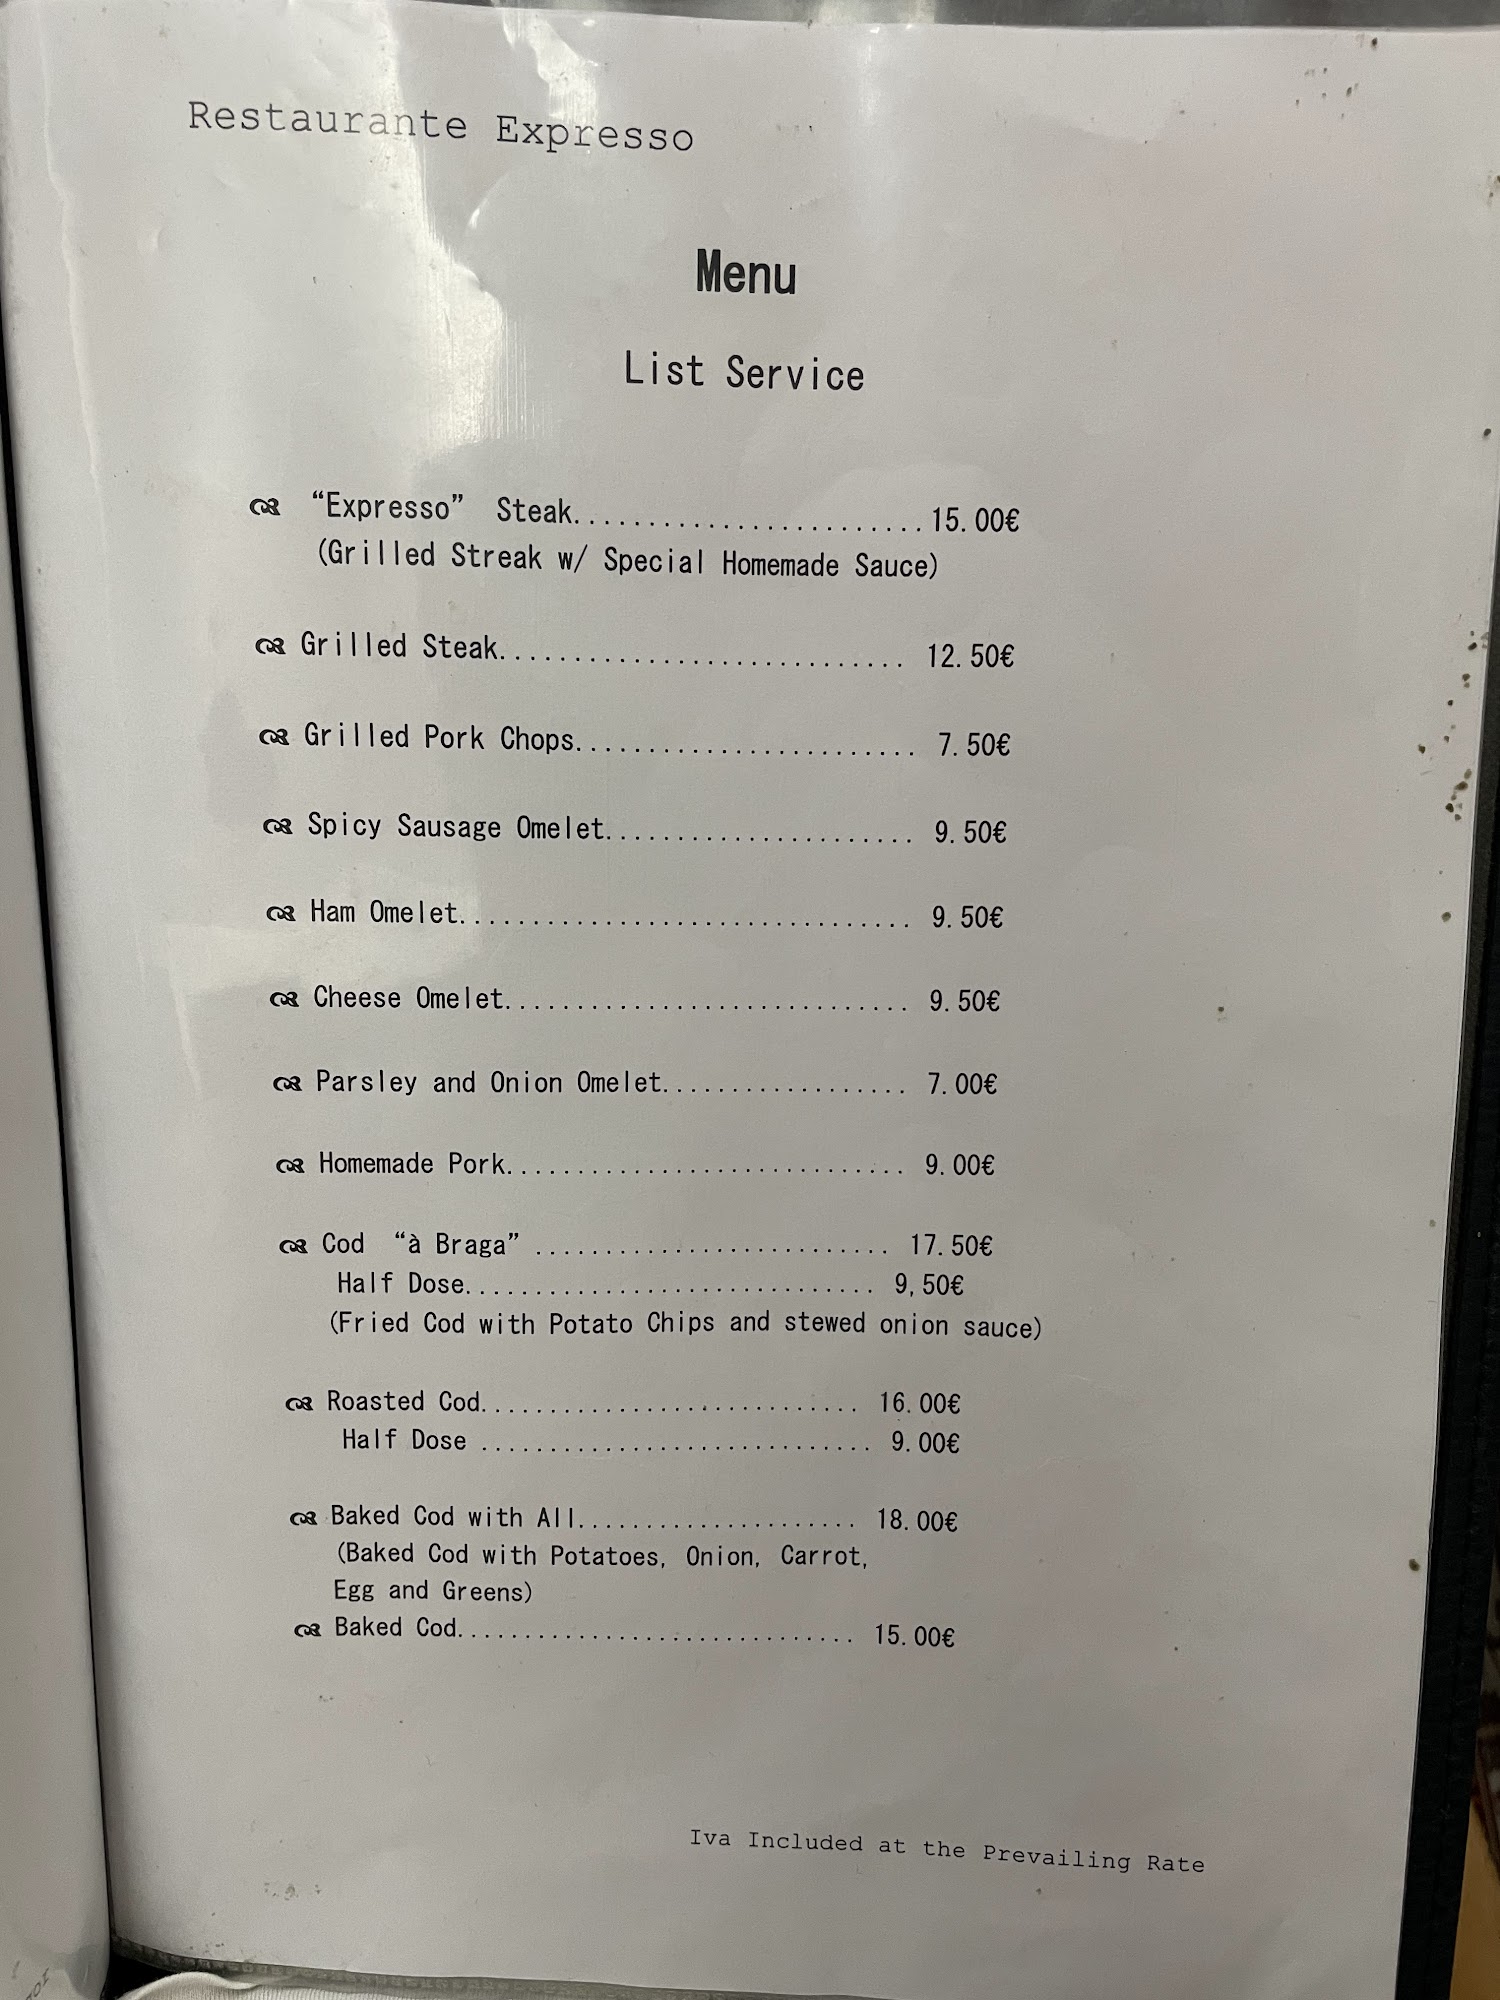 Restaurante Expresso
Menu
List Service
“Expresso” Steak........................15.00€
(Grilled Streak w/ Special Homemade Sauce)
Grilled Steak............................ 12.50€
Grilled Pork Chops....................... 7.50€
Spicy Sausage Omelet..................... 9.50€
Ham Omelet............................... 9.50€
Cheese Omelet............................ 9.50€
Parsley and Onion Omelet................. 7.00€
Homemade Pork............................ 9.00€
Cod “à Braga” .......................... 17.50€
Half Dose.............................. 9,50€
(Fried Cod with Potato Chips and stewed onion sauce)
Roasted Cod............................ 16.00€
Half Dose ............................. 9.00€
Baked Cod with All..................... 18.00€
(Baked Cod with Potatoes, Onion, Carrot,
Egg and Greens)
Baked Cod.............................. 15.00€
Iva Included at the Prevailing Rate